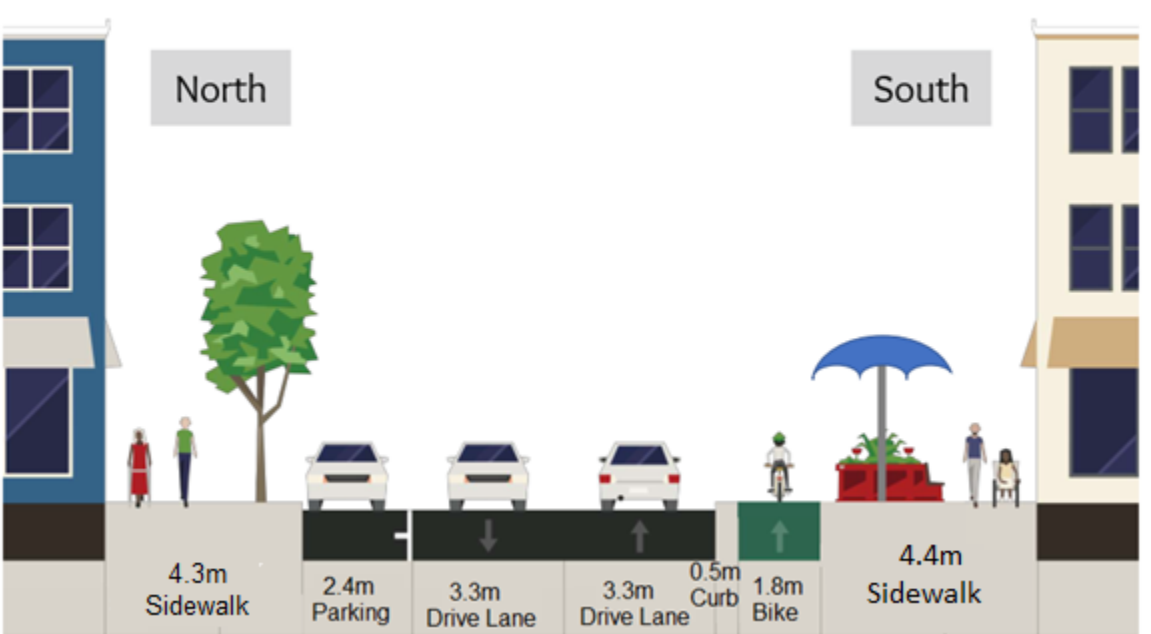 North
South
4.3m
Sidewalk
2.4m
Parking
3.3m
Drive Lane
3.3m
Drive Lane
0.5m
Curb
1.8m
Bike
4.4m
Sidewalk